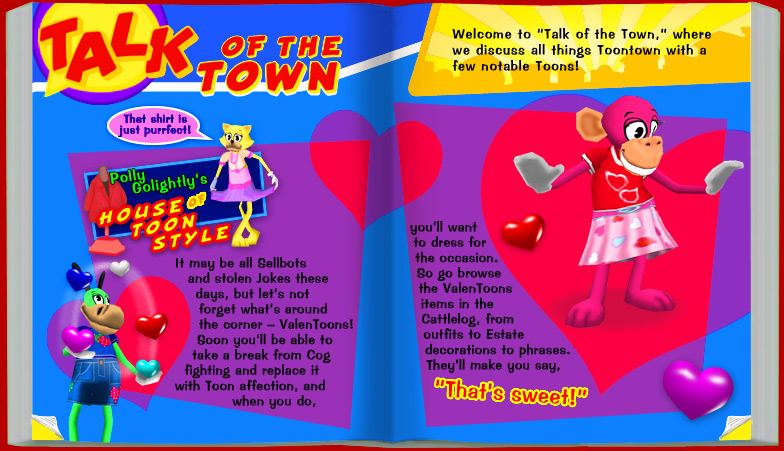 TALK OF THE TOWN
Welcome to "Talk of the Town," where
we discuss all things Toontown with a
few notable Toons!
That shirt is
just purrfect!
Polly
Golightly's
HOUSE OF
TOON
STYLE
It may be all Sellbots
and stolen Jokes these
days, but let's not
forget what's around
the corner – ValenToons!
Soon you'll be able to
take a break from Cog
fighting and replace it
with Toon affection, and
when you do,
you'll want
to dress for
the occasion.
So go browse
the ValenToons
items in the
Cattlelog, from
outfits to Estate
decorations to phrases.
They'll make you say,
"That's sweet!"